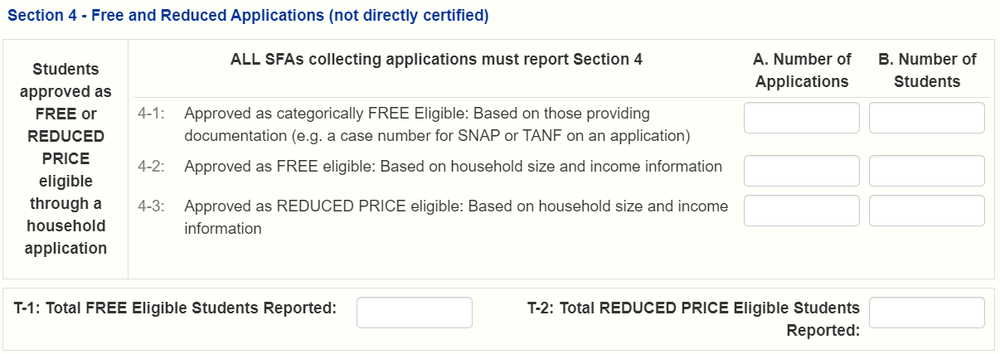 Section 4 - Free and Reduced Applications (not directly certified)
Students
approved as
FREE or
REDUCED
PRICE
eligible
through a
household
application
ALL SFAs collecting applications must report Section 4
A. Number of
Applications
B. Number of
Students
4-1: Approved as categorically FREE Eligible: Based on those providing
documentation (e.g. a case number for SNAP or TANF on an application)
4-2: Approved as FREE eligible: Based on household size and income information
4-3: Approved as REDUCED PRICE eligible: Based on household size and income
information
T-1: Total FREE Eligible Students Reported:
T-2: Total REDUCED PRICE Eligible Students
Reported: